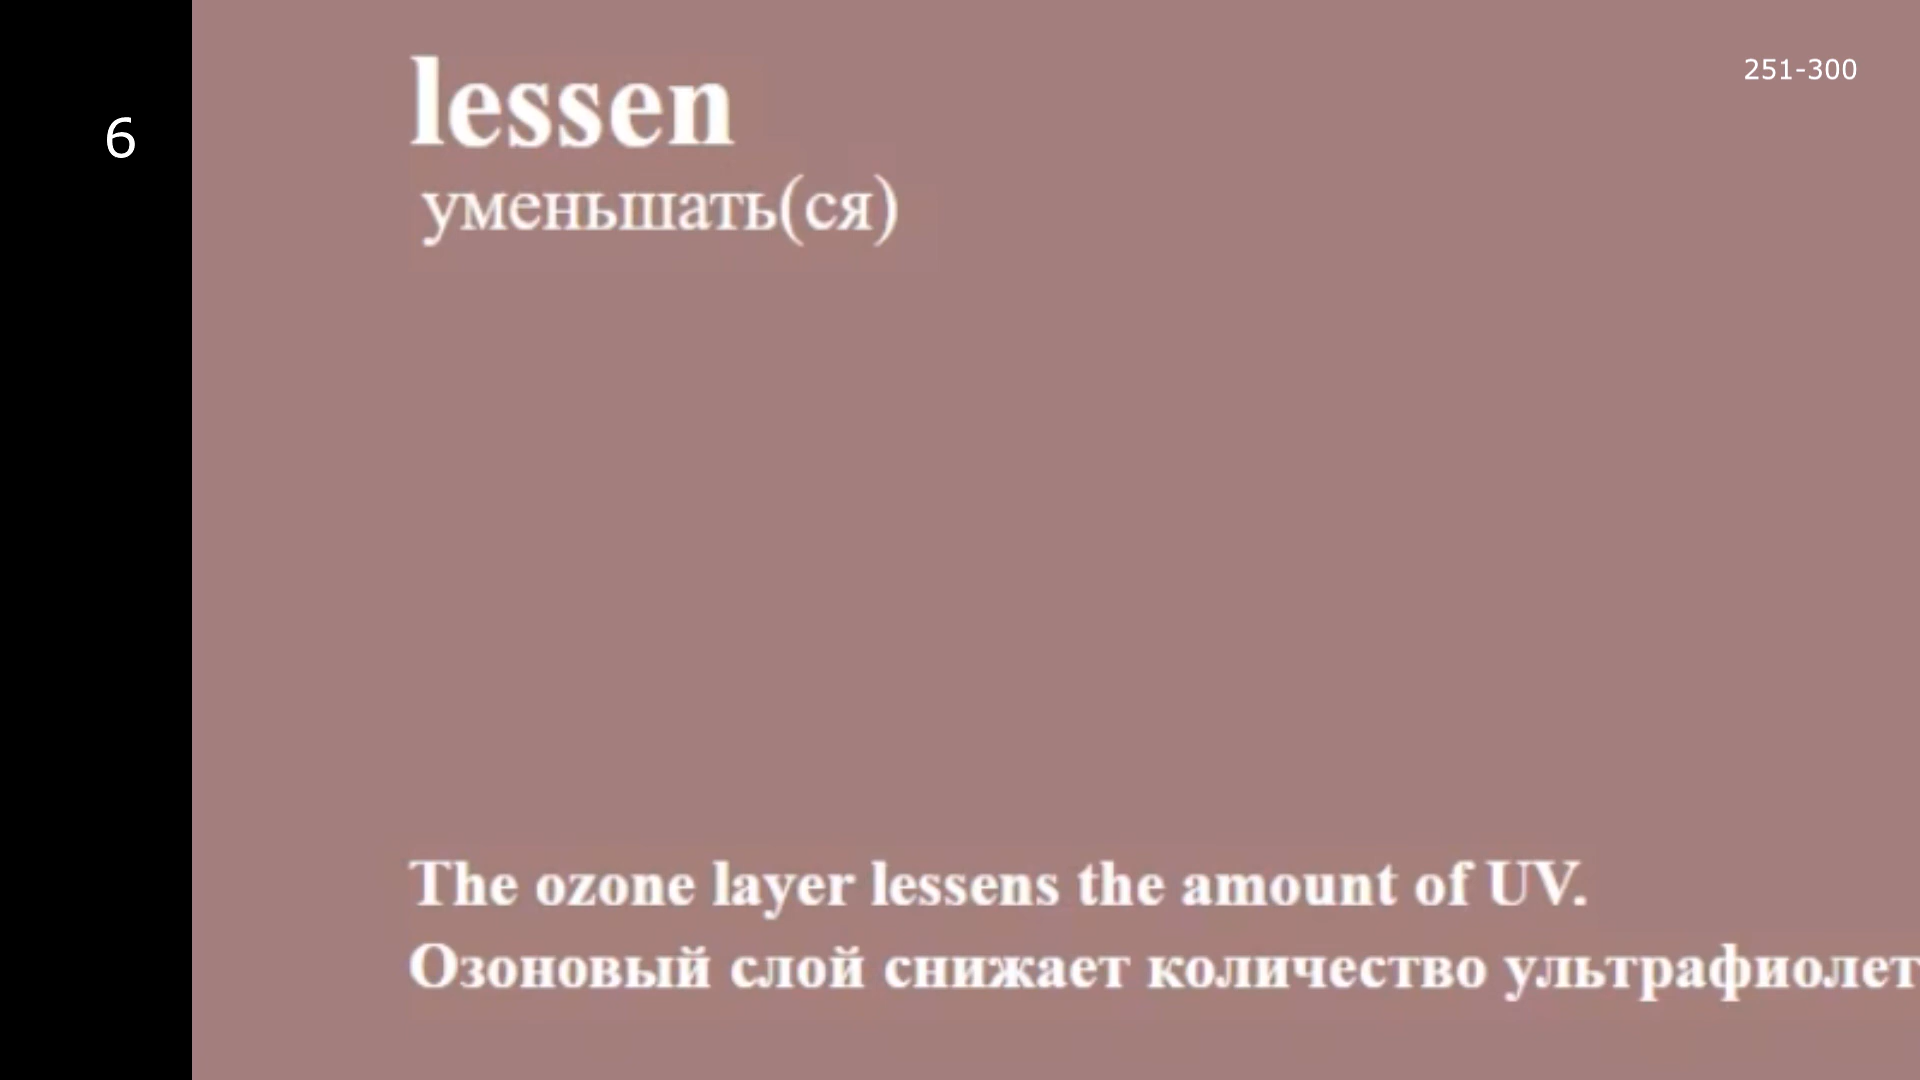 251-300
6
lessen
уменьшать(ся)
The ozone layer lessens the amount of UV.
Озоновый слой снижает количество ультрафиолет